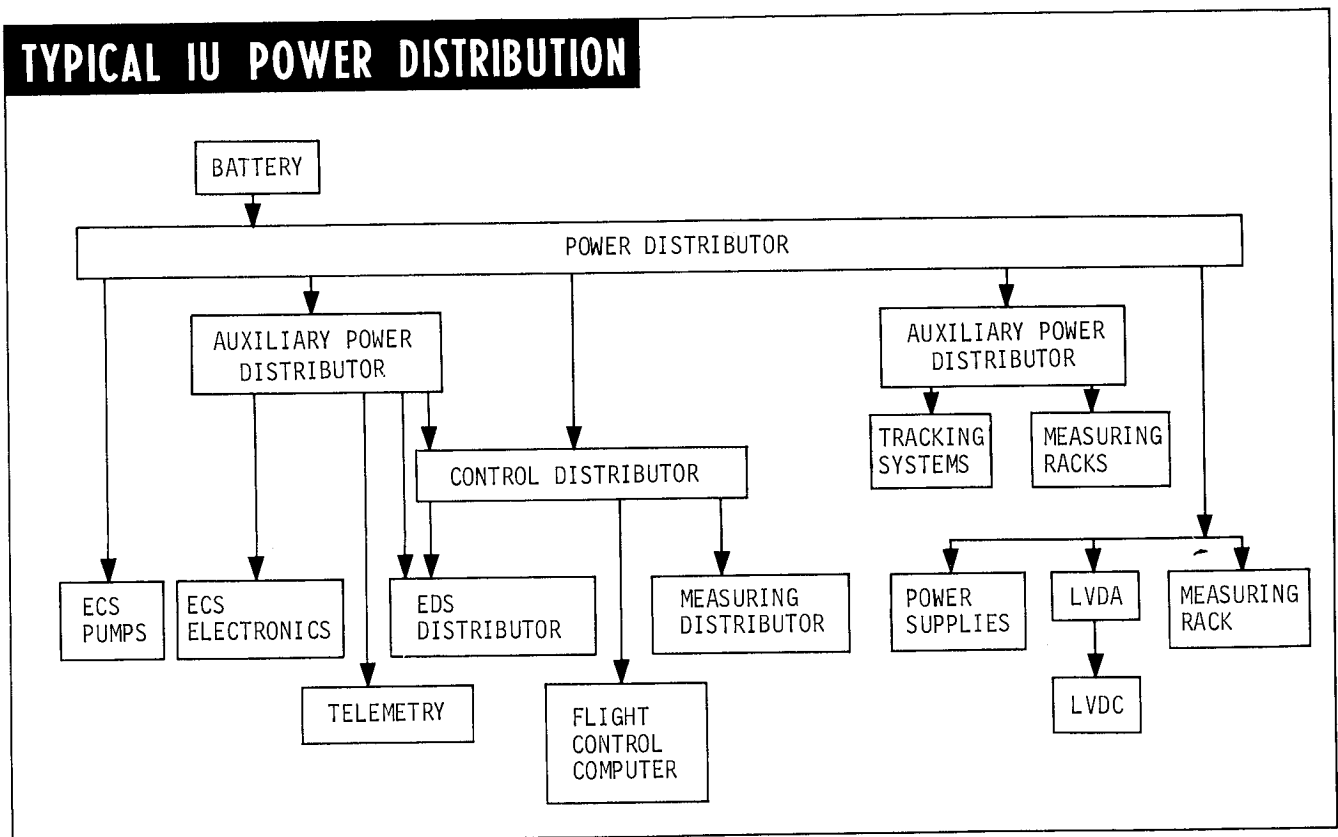 TYPICAL IU POWER DISTRIBUTION
BATTERY
POWER DISTRIBUTOR
AUXILIARY POWER
DISTRIBUTOR
AUXILIARY POWER
DISTRIBUTOR
TRACKING
SYSTEMS
MEASURING
RACKS
CONTROL DISTRIBUTOR
ECS
PUMPS
ECS
ELECTRONICS
EDS
DISTRIBUTOR
MEASURING
DISTRIBUTOR
POWER
SUPPLIES
LVDA
MEASURING
RACK
TELEMETRY
FLIGHT
CONTROL
COMPUTER
LVDC